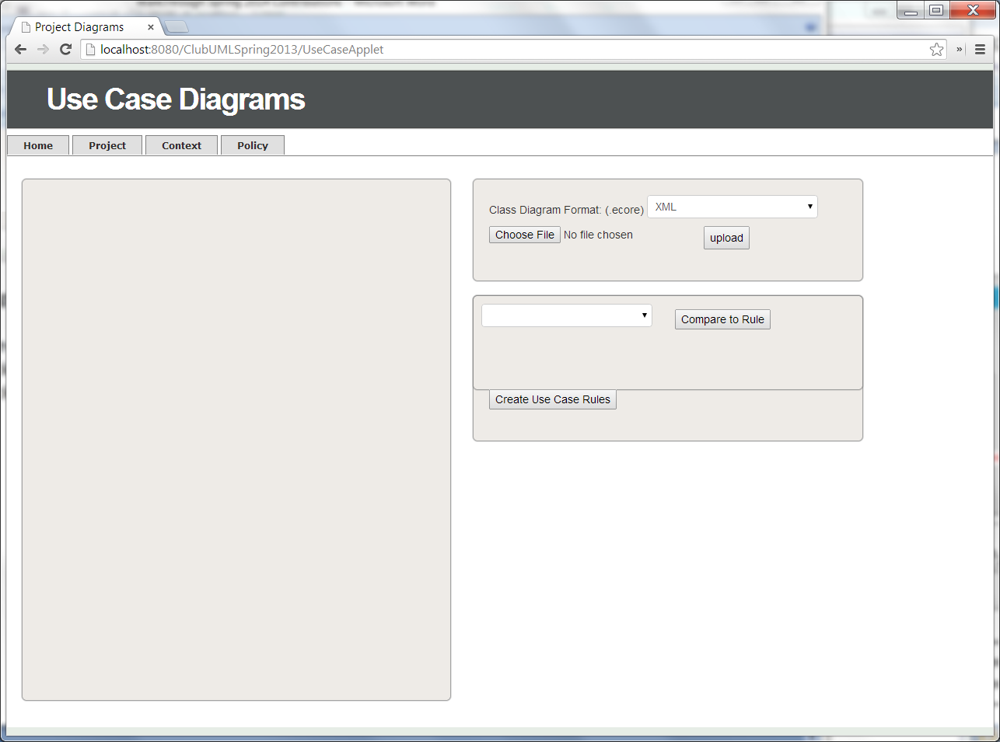 Project Diagrams
localhost:8080/ClubUMLSpring2013/UseCaseApplet
Use Case Diagrams
Home Project Context Policy
Class Diagram Format: (.ecore) XML
Choose File No file chosen upload
Compare to Rule
Create Use Case Rules